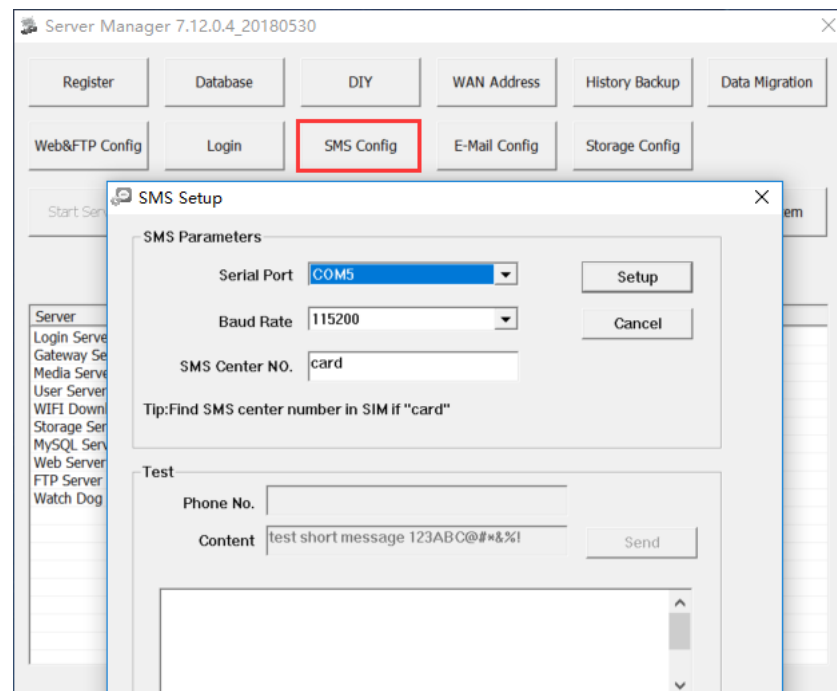 Server Manager 7.12.0.4_20180530
Register Database DIY WAN Address History Backup Data Migration
Web&FTP Config Login SMS Config E-Mail Config Storage Config
Start Ser em
SMS Setup
SMS Parameters
Serial Port COM5 Setup
Baud Rate 115200 Cancel
SMS Center NO. card
Tip:Find SMS center number in SIM if "card"
Test
Phone No.
Content test short message 123ABC@#*&%! Send
Server
Login Serve
Gateway Se
Media Serve
User Server
WIFI Downl
Storage Ser
MySQL Serv
Web Server
FTP Server
Watch Dog